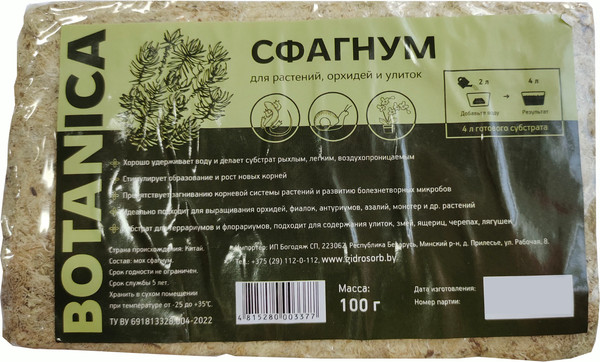 BOTANICA
СФАГНУМ
для растений, орхидей и улиток
2 л
4 л
Добавьте воду
Результат
4 л готового субстрата
Хорошо удерживает воду и делает субстрат рыхлым, легким, воздухопроницаемым
Стимулирует образование и рост новых корней
Препятствует загниванию корневой системы растений и развитию болезнетворных микробов
Идеально подходит для выращивания орхидей, фиалок, антуриумов, азалий, монстер и др. растений
Субстрат для террариумов и флорариумов, подходит для содержания улиток, змей, ящериц, черепах, лягушек
Страна происхождения: Китай.
Состав: мох сфагнум.
Срок годности не ограничен.
Срок службы 5 лет.
Хранить в сухом помещении
при температуре от -25 до +35°С.
ТУ BY 691813328.004-2022
Импортер: ИП Богодяж СП, 223062, Республика Беларусь, Минский р-н, д. Прилесье, ул. Рабочая, 8.
Тел.: +375 (29) 112-0-112, www.gidrosorb.by
4 815280 003377
Масса:
100 г
Дата изготовления:
Номер партии: